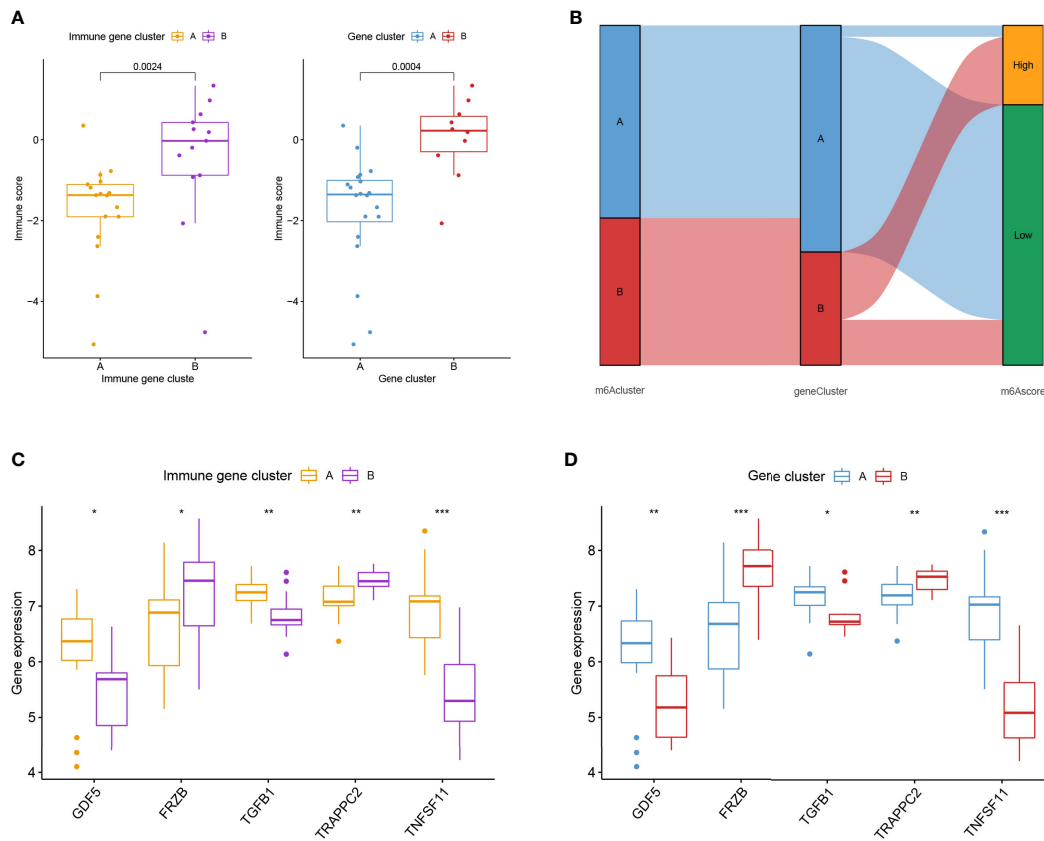 A
Immune gene cluster A B
0.0024
Immune score
0
−2
−4
A B
Immune gene cluste
Gene cluster A B
0.0004
Immune score
0
−2
−4
A B
Gene cluster
B
A
B
A
B
High
Low
m6Acluster
geneCluster
m6Ascore
C
Immune gene cluster A B
* * ** ** ***
Gene expression
8
7
6
5
4
GDF5
FRZB
TGFB1
TRAPPC2
TNFSF11
D
Gene cluster A B
** *** * ** ***
Gene expression
8
7
6
5
4
GDF5
FRZB
TGFB1
TRAPPC2
TNFSF11